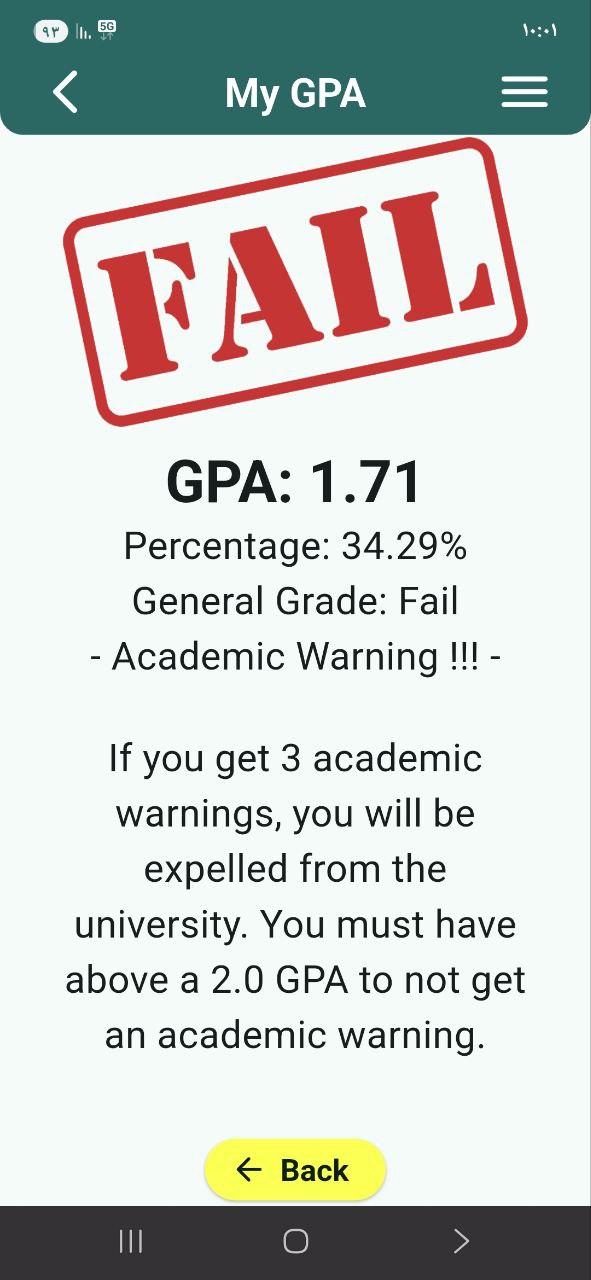 ٩٣ 5G ١٠:٠١
My GPA
FAIL
GPA: 1.71
Percentage: 34.29%
General Grade: Fail
- Academic Warning !!! -
If you get 3 academic
warnings, you will be
expelled from the
university. You must have
above a 2.0 GPA to not get
an academic warning.
← Back